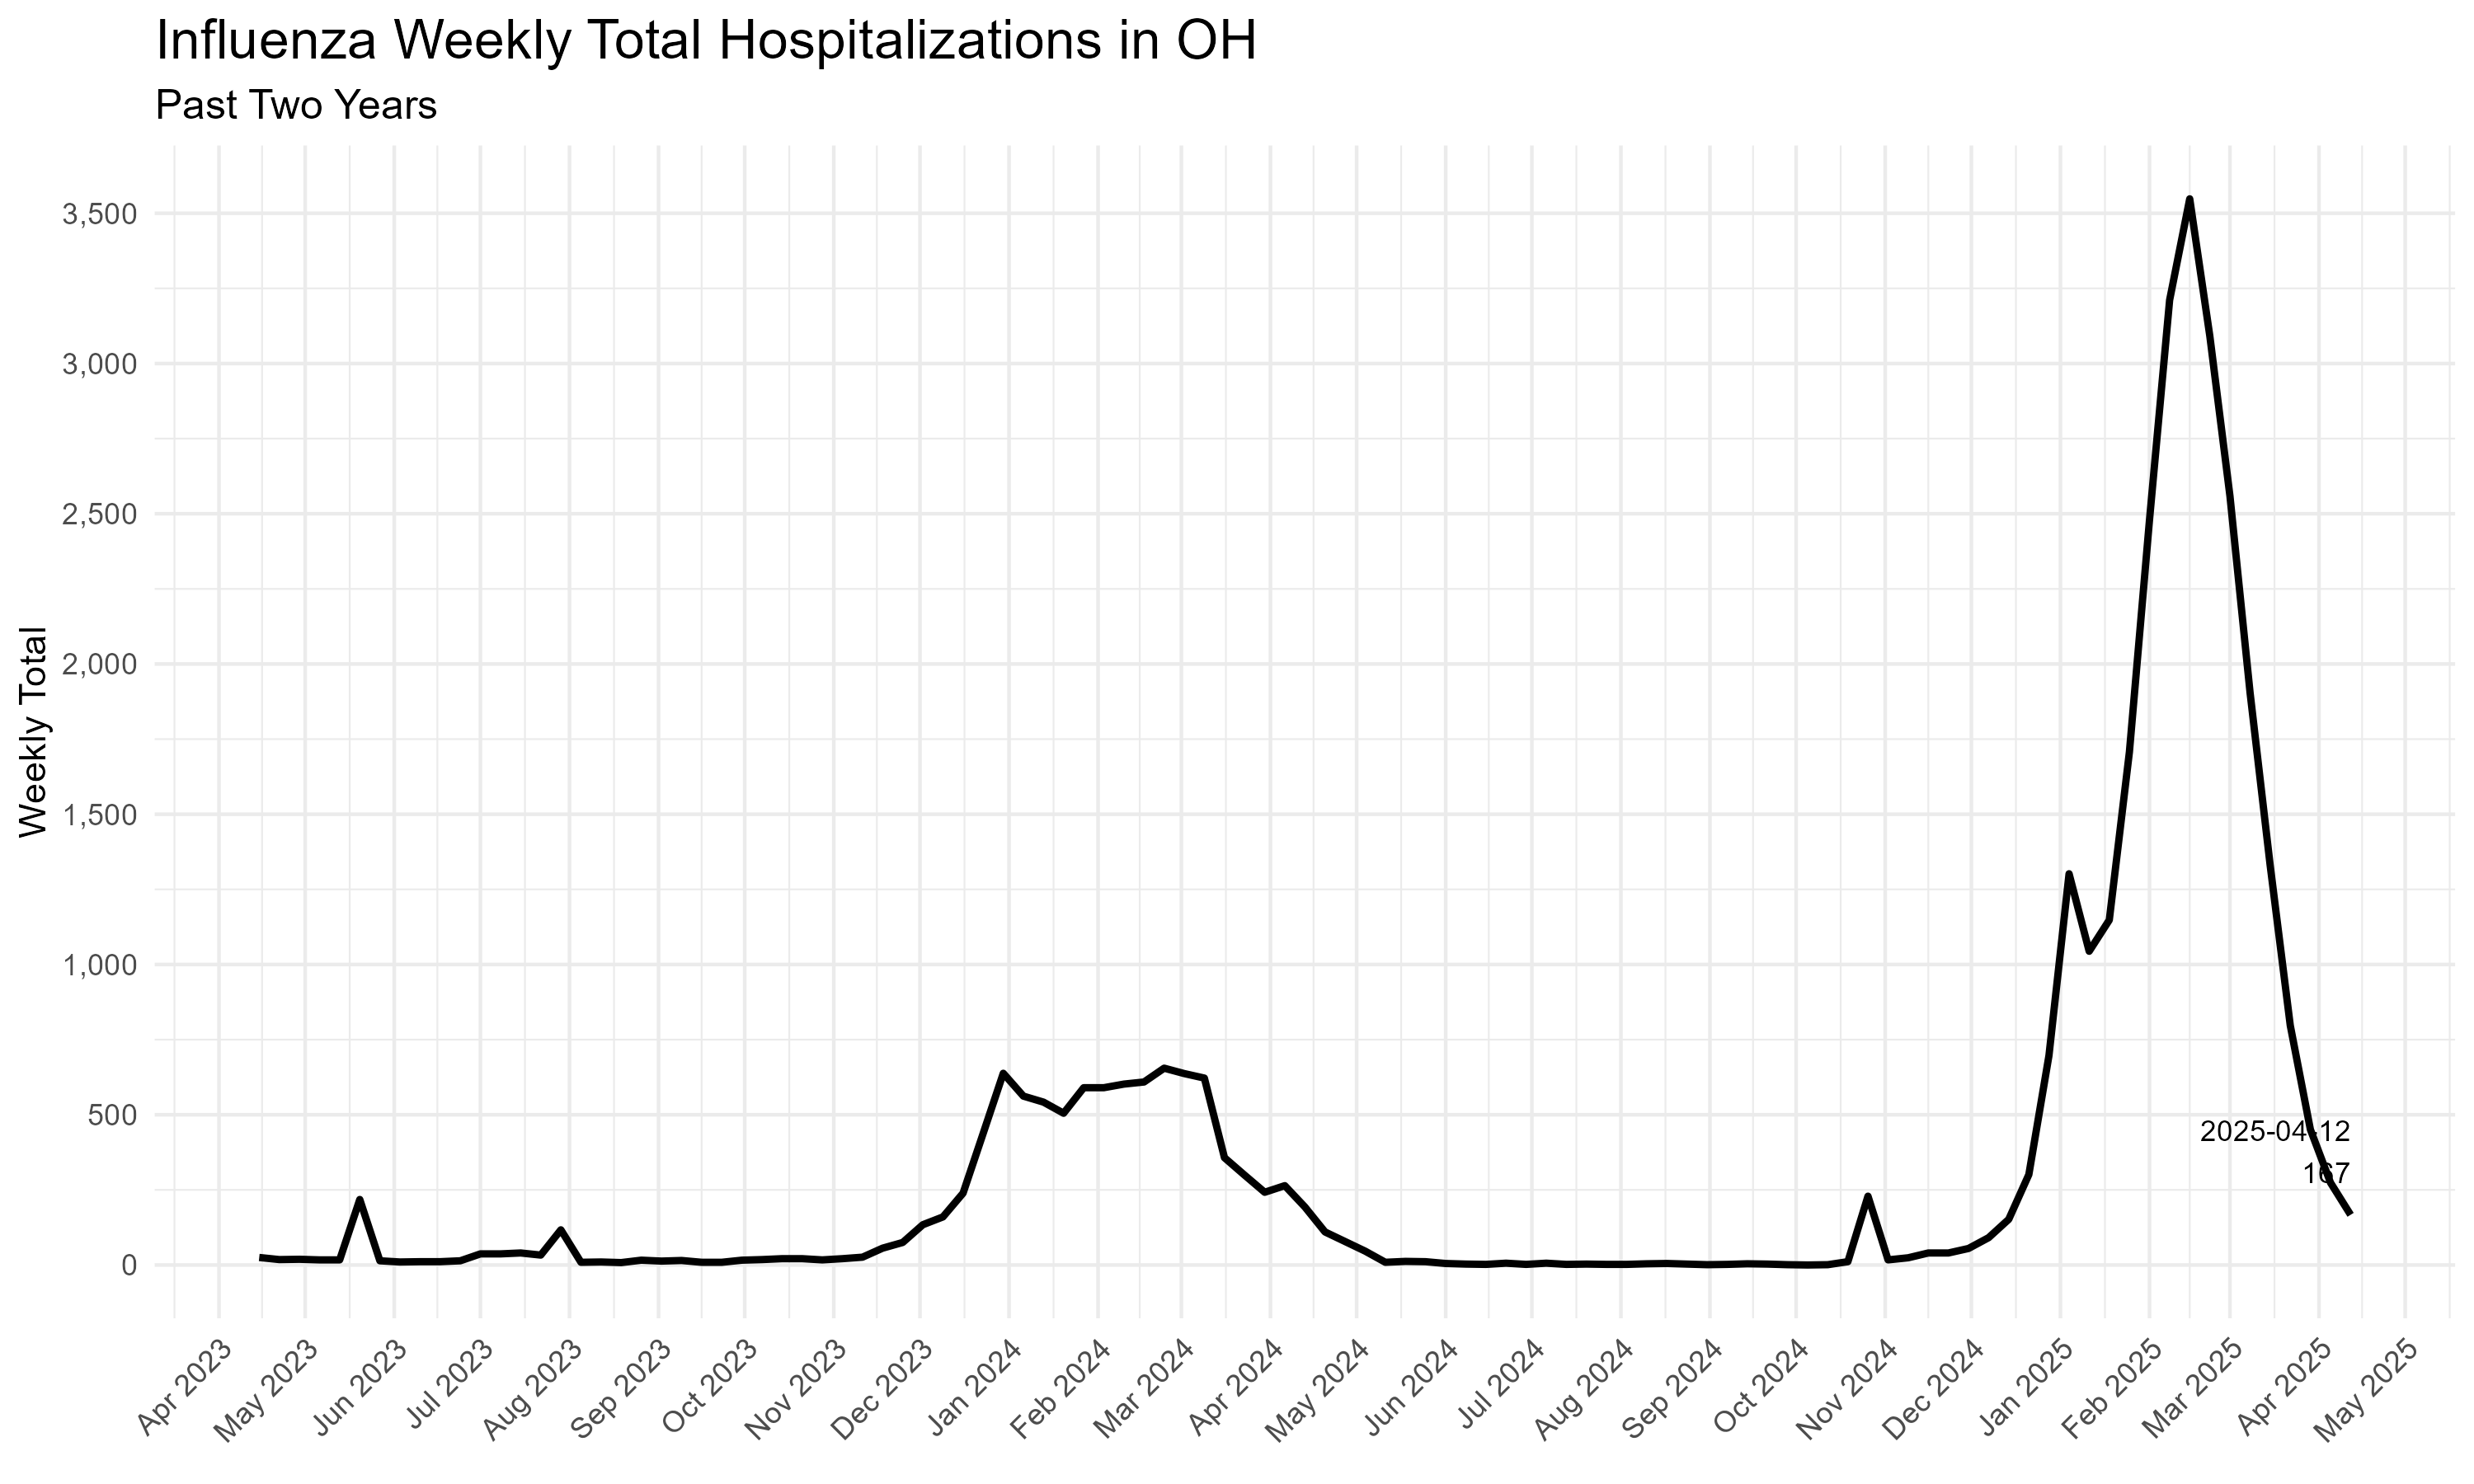 Influenza Weekly Total Hospitalizations in OH
Past Two Years
Weekly Total
3,500
3,000
2,500
2,000
1,500
1,000
500
0
2025-04-12
167
Apr 2023
May 2023
Jun 2023
Jul 2023
Aug 2023
Sep 2023
Oct 2023
Nov 2023
Dec 2023
Jan 2024
Feb 2024
Mar 2024
Apr 2024
May 2024
Jun 2024
Jul 2024
Aug 2024
Sep 2024
Oct 2024
Nov 2024
Dec 2024
Jan 2025
Feb 2025
Mar 2025
Apr 2025
May 2025